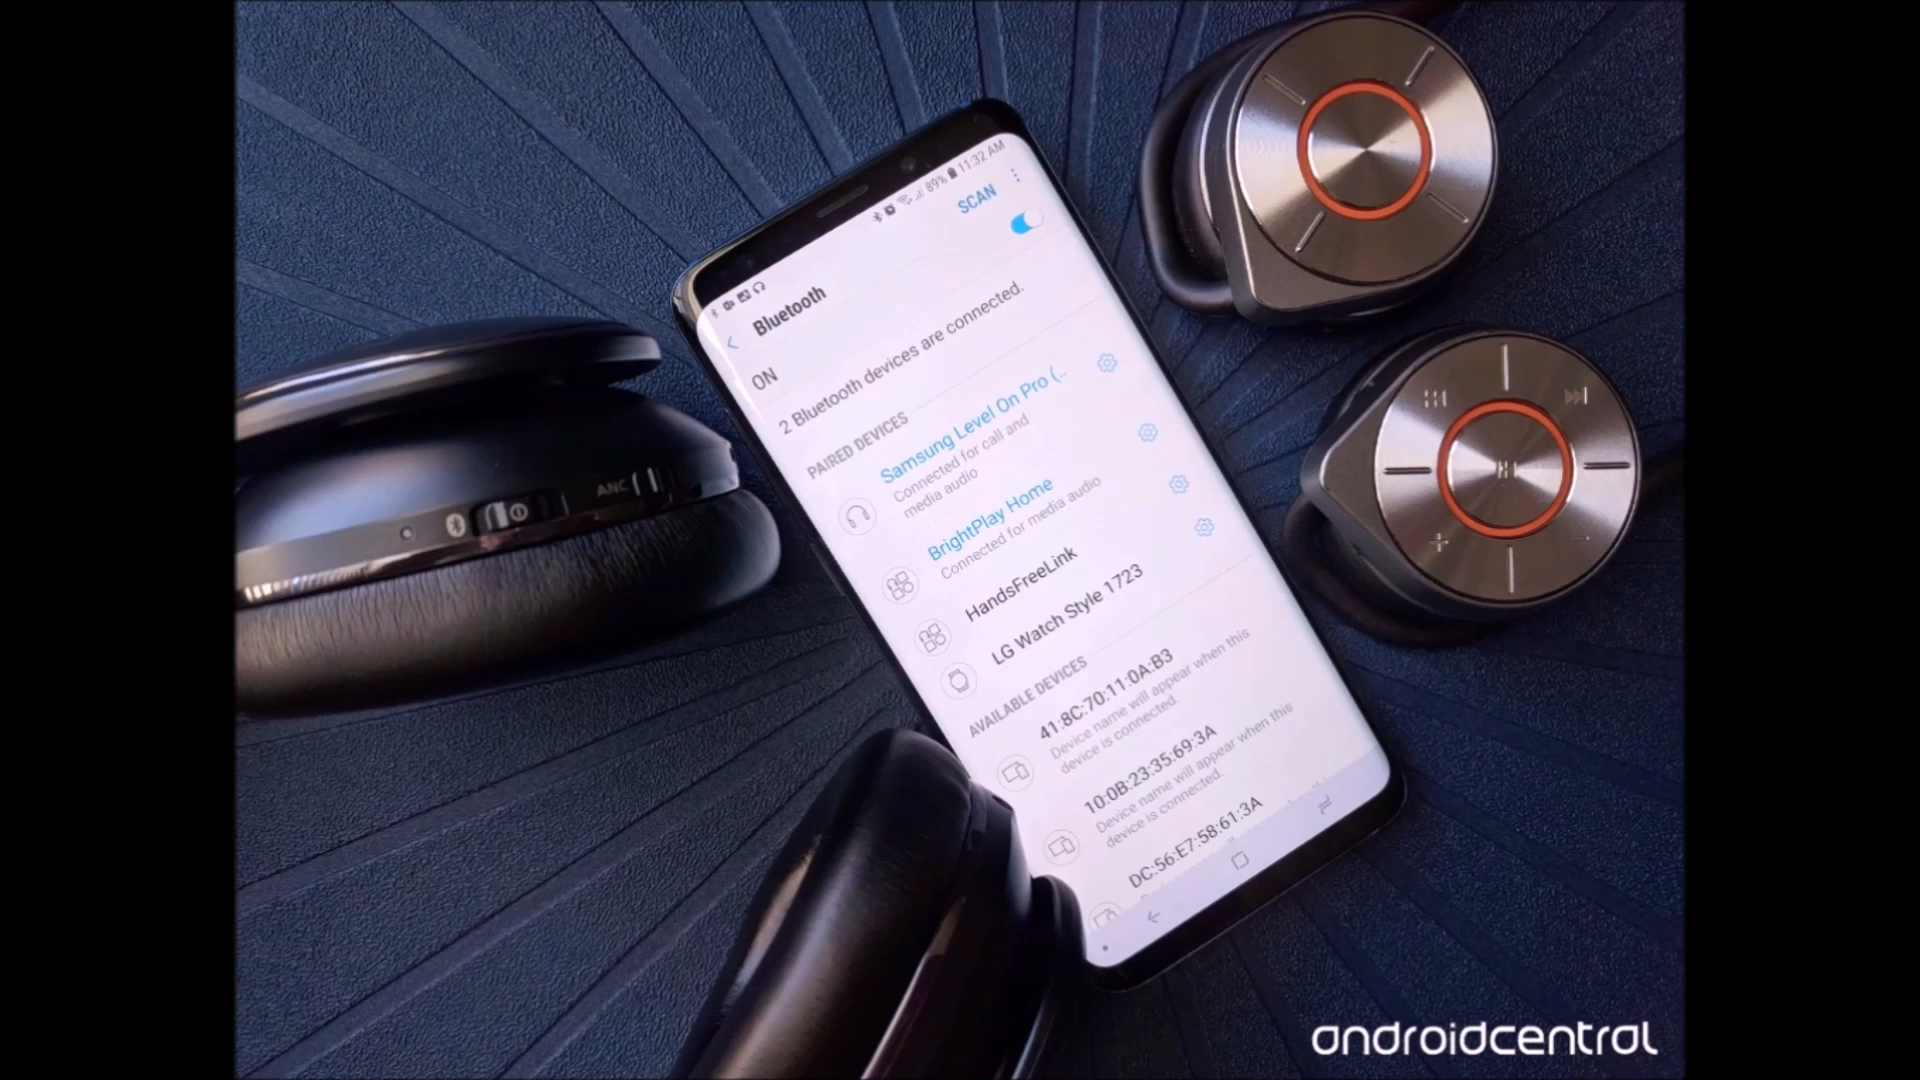 89% 11:32 AM
Bluetooth
SCAN
ON
2 Bluetooth devices are connected.
PAIRED DEVICES
Samsung Level On Pro (..
Connected for call and
media audio
BrightPlay Home
Connected for media audio
HandsFreeLink
LG Watch Style 1723
AVAILABLE DEVICES
41:8C:70:11:0A:B3
Device name will appear when this
device is connected.
10:0B:23:35:69:3A
Device name will appear when this
device is connected.
DC:56:E7:58:61:3A
ANC
androidcentral